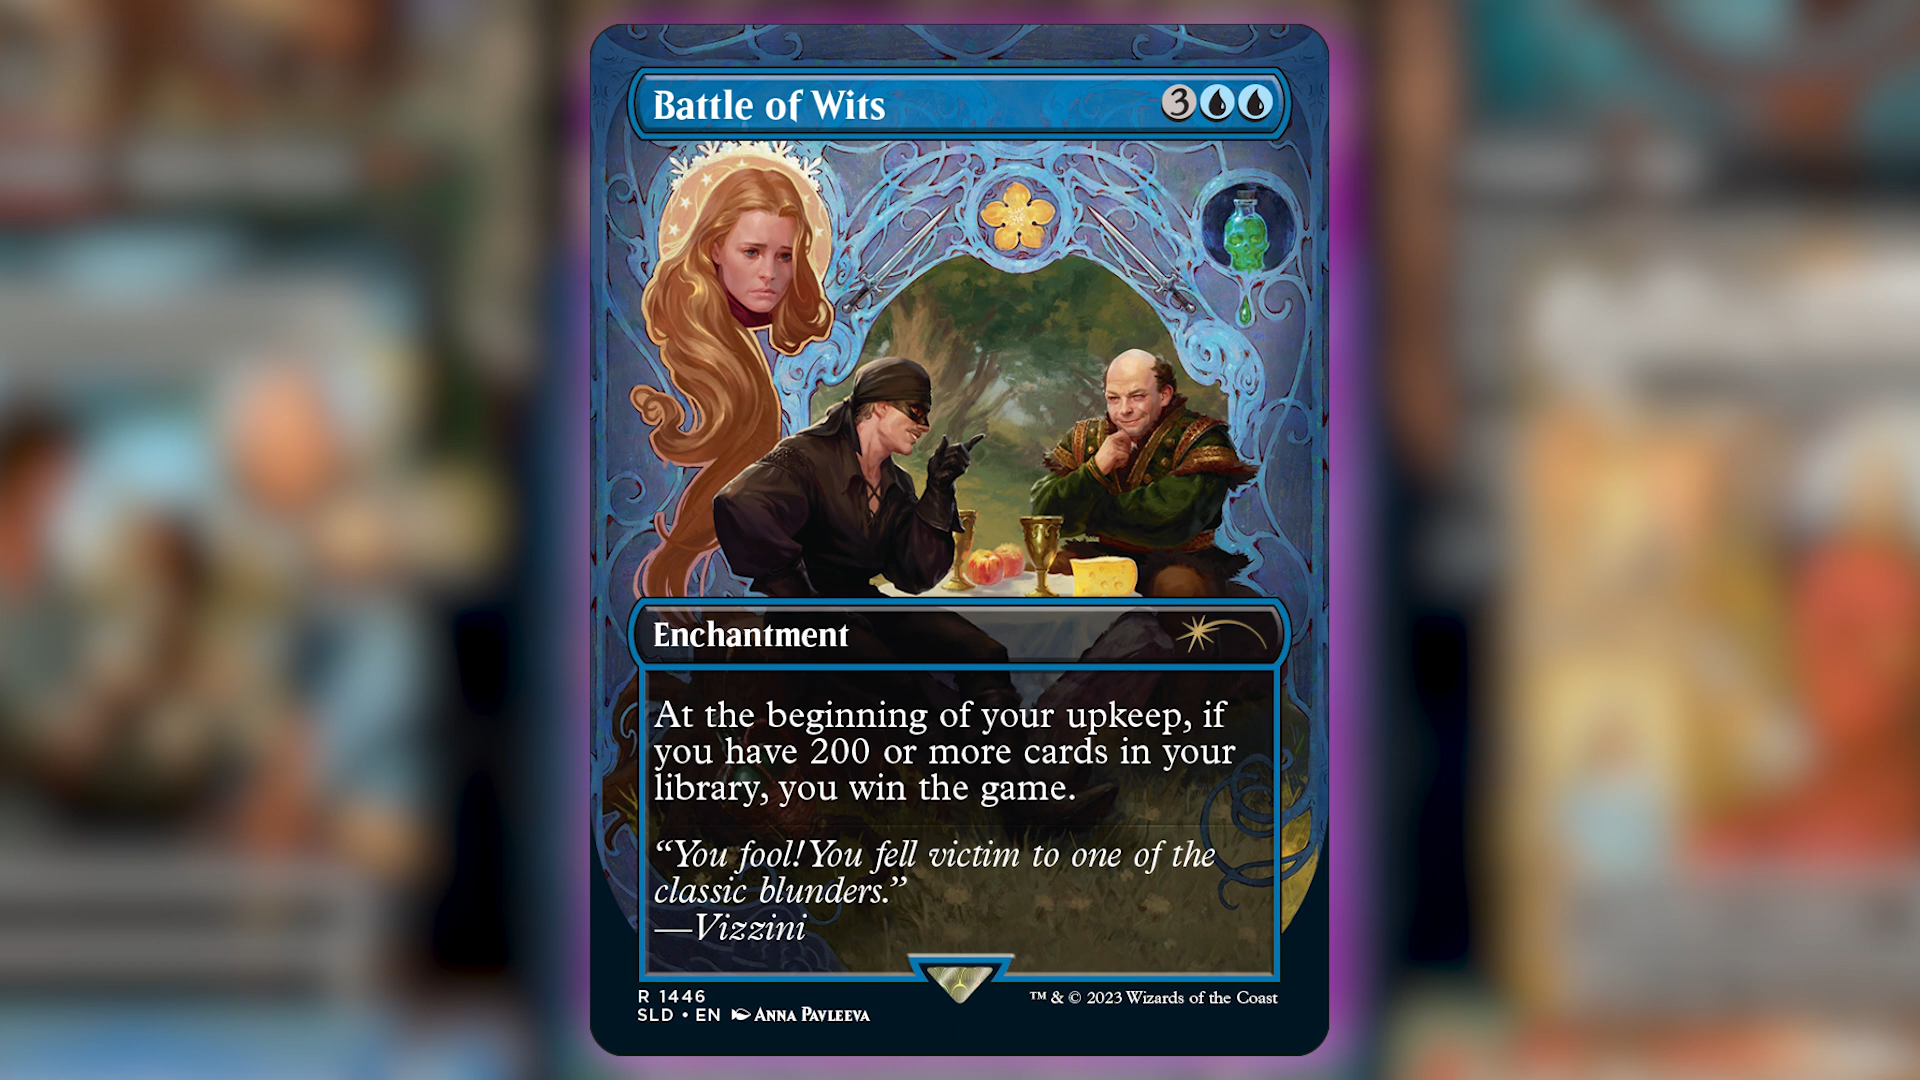 Battle of Wits 3
Enchantment
At the beginning of your upkeep, if
you have 200 or more cards in your
library, you win the game.
“You fool! You fell victim to one of the
classic blunders.”
—Vizzini
R 1446
SLD • EN Anna Pavleeva
™ & © 2023 Wizards of the Coast